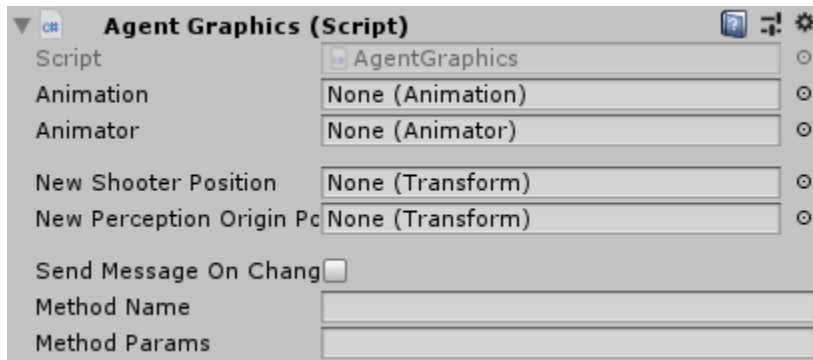 c# Agent Graphics (Script)
Script AgentGraphics
Animation None (Animation)
Animator None (Animator)
New Shooter Position None (Transform)
New Perception Origin Pc None (Transform)
Send Message On Chang
Method Name
Method Params